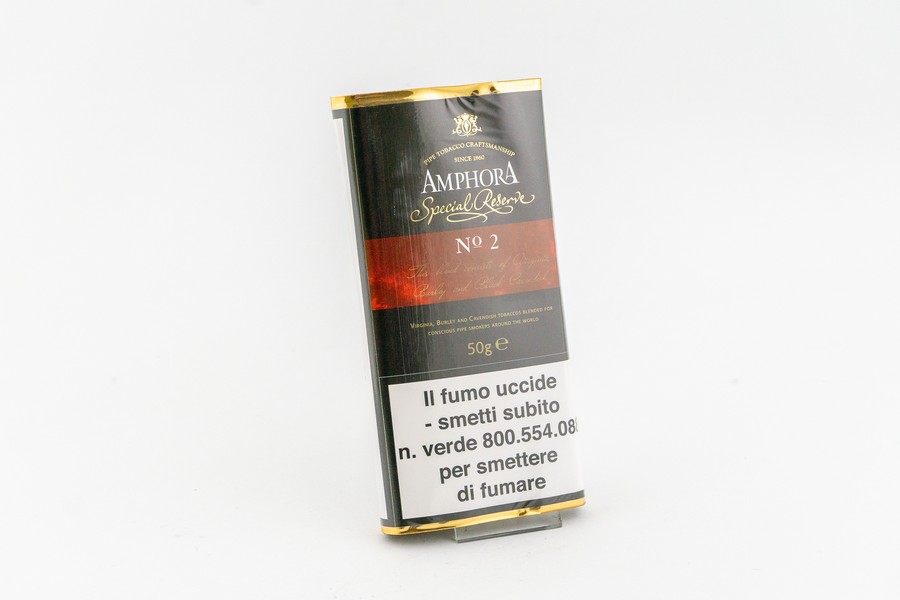 PIPE TOBACCO CRAFTSMANSHIP
SINCE 1860
AMPHORA
Special Reserve
Nº 2
VIRGINIA, BURLEY AND CAVENDISH TOBACCOS BLENDED FOR
CONSCIOUS PIPE SMOKERS AROUND THE WORLD
50g ℮
Il fumo uccide
- smetti subito
n. verde 800.554.08
per smettere
di fumare